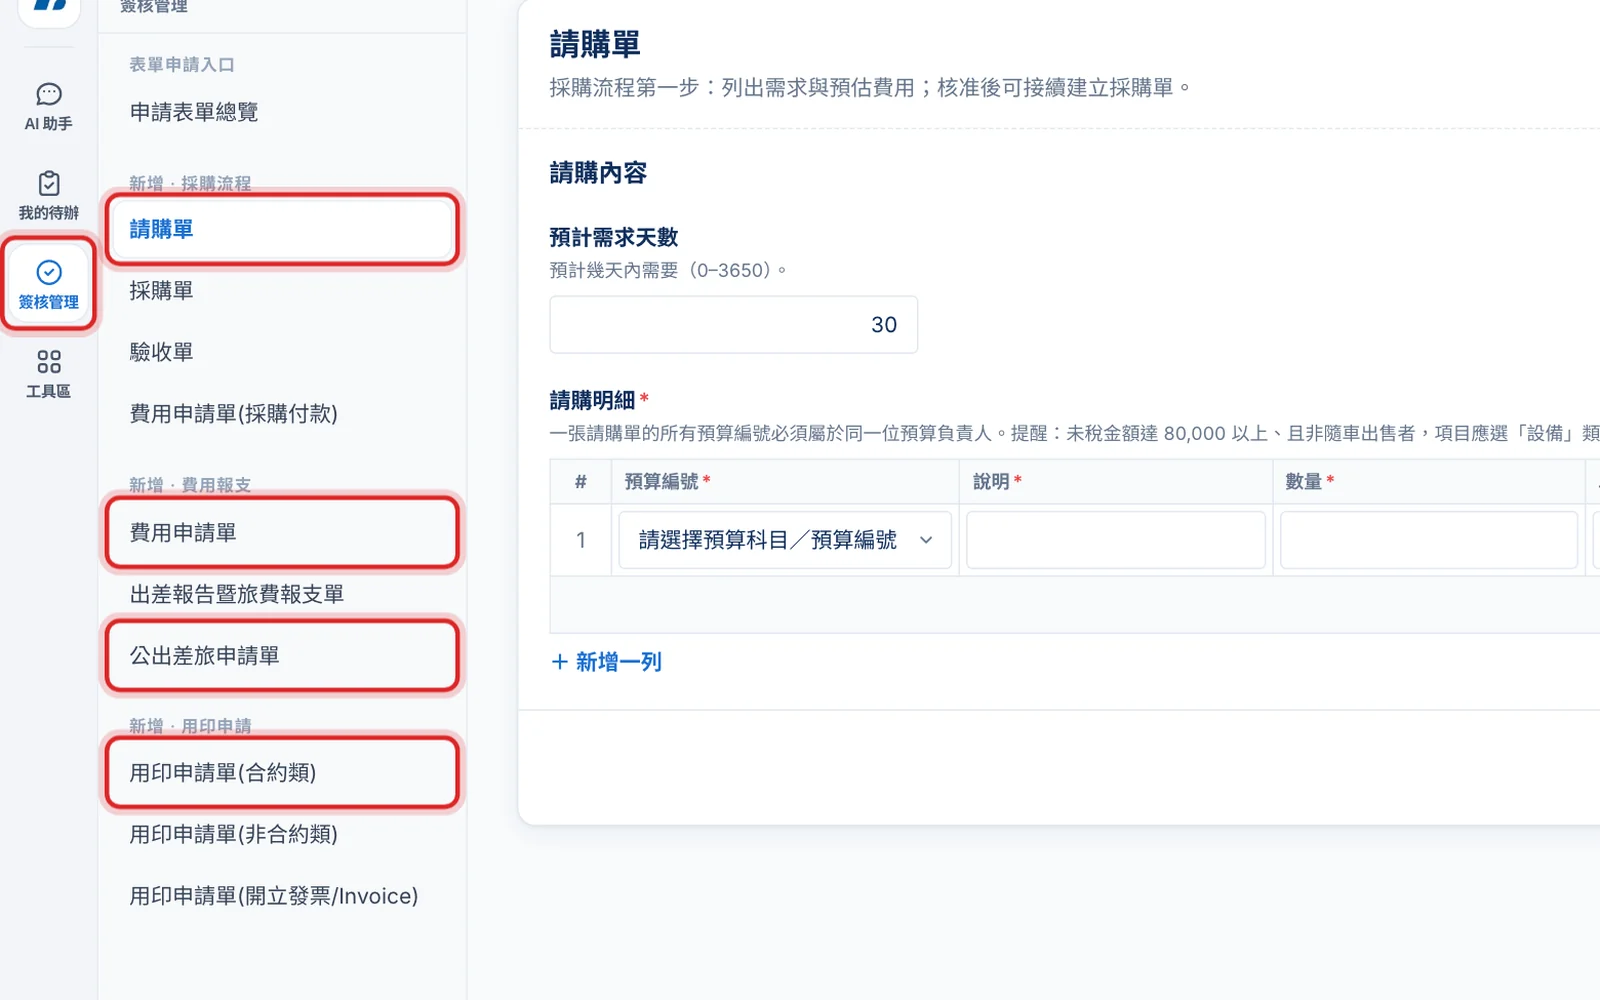 簽核管理
AI 助手
我的待辦
簽核管理
工具區
表單申請入口
申請表單總覽
新增 · 採購流程
請購單
採購單
驗收單
費用申請單(採購付款)
新增 · 費用報支
費用申請單
出差報告暨旅費報支單
公出差旅申請單
新增 · 用印申請
用印申請單(合約類)
用印申請單(非合約類)
用印申請單(開立發票/Invoice)
請購單
採購流程第一步：列出需求與預估費用；核准後可接續建立採購單。
請購內容
預計需求天數
預計幾天內需要（0–3650）。
30
請購明細*
一張請購單的所有預算編號必須屬於同一位預算負責人。提醒：未稅金額達 80,000 以上、且非隨車出售者，項目應選「設備」類
# 預算編號* 說明* 數量*
1 請選擇預算科目／預算編號
+ 新增一列